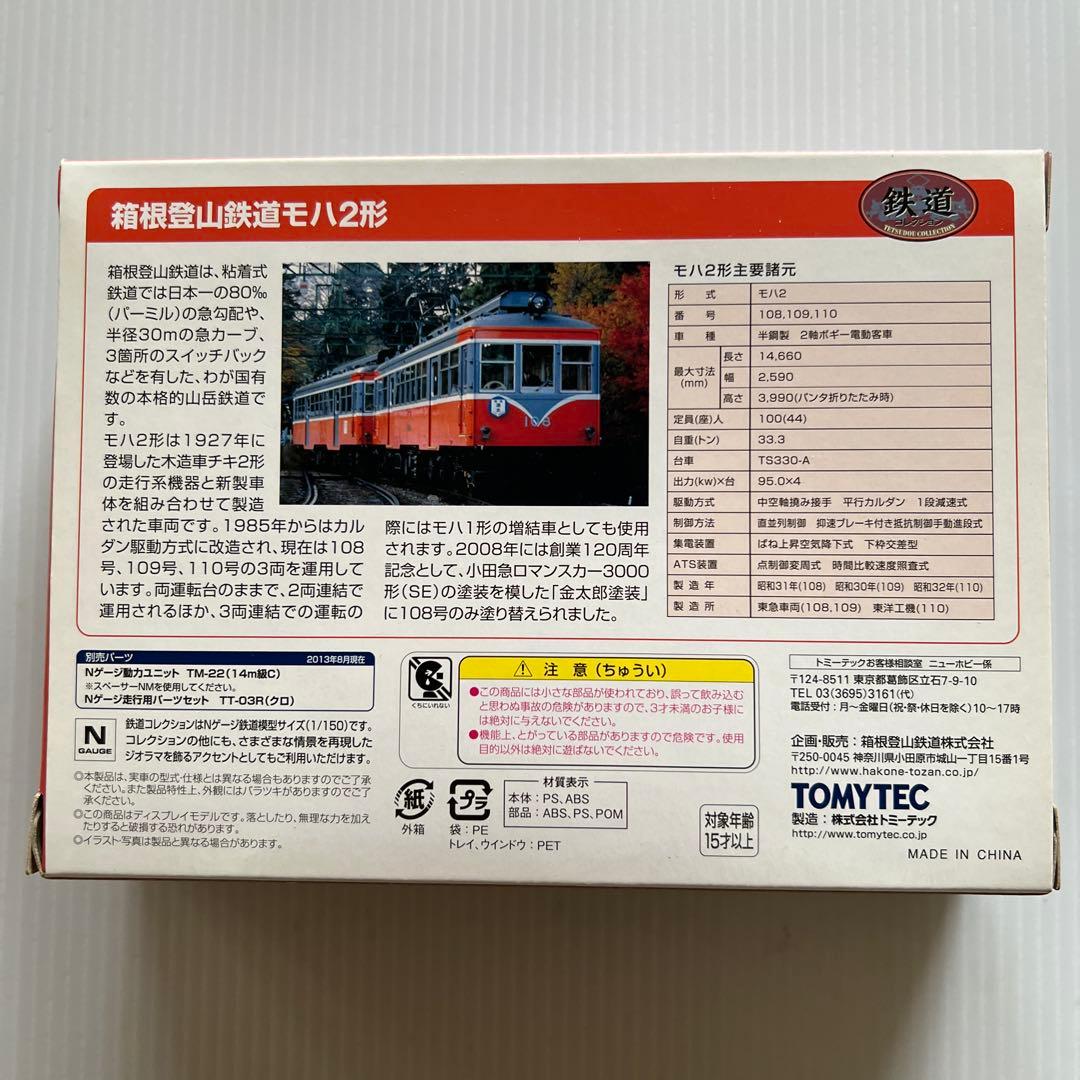 箱根登山鉄道モハ2形
鉄道
コレクション
TETSUDOU COLLECTION
箱根登山鉄道は、粘着式
鉄道では日本一の80‰
(パーミル)の急勾配や、
半径30mの急カーブ、
3箇所のスイッチバック
などを有した、わが国有
数の本格的山岳鉄道で
す。
モハ2形は1927年に
登場した木造車チキ2形
の走行系機器と新製車
体を組み合わせて製造
された車両です。1985年からはカル
ダン駆動方式に改造され、現在は108
号、109号、110号の3両を運用して
います。両運転台のままで、2両連結で
運用されるほか、3両連結での運転の
108
際にはモハ1形の増結車としても使用
されます。2008年には創業120周年
記念として、小田急ロマンスカー3000
形(SE)の塗装を模した「金太郎塗装」
に108号のみ塗り替えられました。
モハ2形主要諸元
形 式 モハ2
番 号 108,109,110
車 種 半鋼製 2軸ボギー電動客車
最大寸法(mm) 長さ 14,660
幅 2,590
高さ 3,990(パンタ折りたたみ時)
定員(座)人 100(44)
自重(トン) 33.3
台車 TS330-A
出力(kw)×台 95.0×4
駆動方式 中空軸撓み接手 平行カルダン 1段減速式
制御方法 直並列制御 抑速ブレーキ付き抵抗制御手動進段式
集電装置 ばね上昇空気降下式 下枠交差型
ATS装置 点制御変周式 時間比較速度照査式
製 造 年 昭和31年(108) 昭和30年(109) 昭和32年(110)
製 造 所 東急車両(108,109) 東洋工機(110)
別売パーツ 2013年8月現在
Nゲージ動力ユニット TM-22(14m級C)
※スペーサーNMを使用してください。
Nゲージ走行用パーツセット TT-03R(クロ)
N
GAUGE
鉄道コレクションはNゲージ鉄道模型サイズ(1/150)です。
コレクションの他にも、さまざまな情景を再現した
ジオラマを飾るアクセントとしてもご利用いただけます。
◎本製品は、実車の型式・仕様とは異なる場合もありますのでご了承
ください。また製品特性上、外観にはバラツキがありますのでご了承
ください。
◎この商品はディスプレイモデルです。落としたり、無理な力を加え
たりすると破損する恐れがあります。
◎イラスト・写真は製品と異なる場合があります。
くちにいれない
注 意 (ちゅうい)
●この商品には小さな部品が使われており、誤って飲み込む
と思わぬ事故の危険がありますので、3才未満のお子様に
は絶対に与えないでください。
●機能上、とがっている部品がありますので危険です。使用
目的以外は絶対に遊ばないでください。
紙
外箱
プラ
袋:PE
トレイ、ウインドウ:PET
材質表示
本体:PS,ABS
部品:ABS,PS,POM
対象年齢
15才以上
トミーテックお客様相談室 ニューホビー係
〒124-8511 東京都葛飾区立石7-9-10
TEL 03(3695)3161(代)
電話受付:月〜金曜日(祝・祭・休日を除く)10〜17時
企画・販売:箱根登山鉄道株式会社
〒250-0045 神奈川県小田原市城山一丁目15番1号
http://www.hakone-tozan.co.jp/
TOMYTEC
製造:株式会社トミーテック
http://www.tomytec.co.jp
MADE IN CHINA